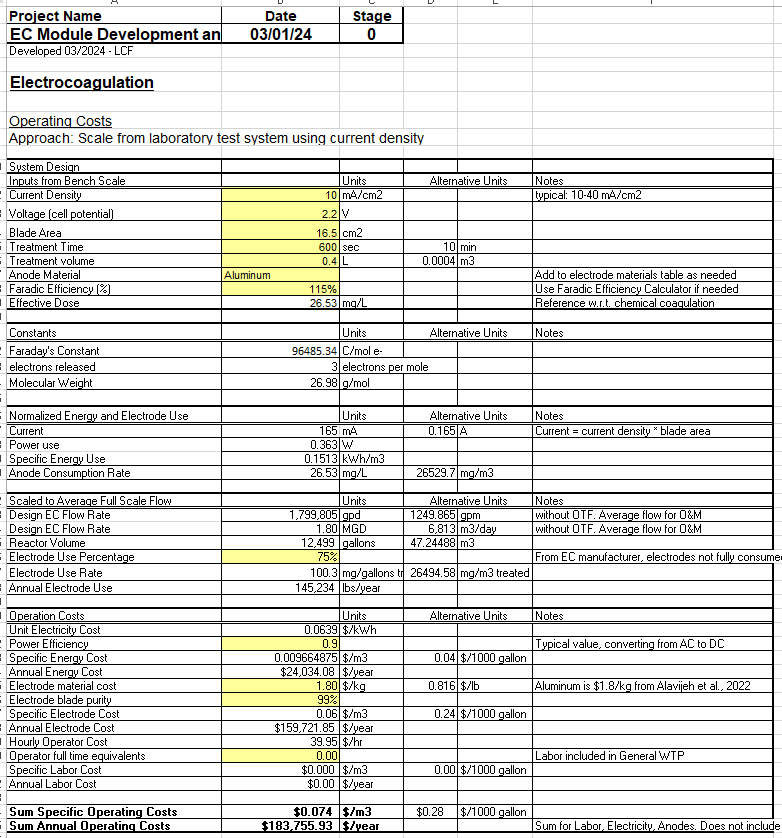 Project Name Date Stage
EC Module Development an 03/01/24 0
Developed 03/2024 - LCF
Electrocoagulation
Operating Costs
Approach: Scale from laboratory test system using current density
System Design
Inputs from Bench Scale Units Alternative Units Notes
Current Density 10 mA/cm2 typical: 10-40 mA/cm2
Voltage (cell potential) 2.2 V
Blade Area 16.5 cm2
Treatment Time 600 sec 10 min
Treatment volume 0.4 L 0.0004 m3
Anode Material Aluminum Add to electrode materials table as needed
Faradic Efficiency (%) 115% Use Faradic Efficiency Calculator if needed
Effective Dose 26.53 mg/L Reference w.r.t. chemical coagulation
Constants Units Alternative Units Notes
Faraday's Constant 96485.34 C/mol e-
electrons released 3 electrons per mole
Molecular Weight 26.98 g/mol
Normalized Energy and Electrode Use Units Alternative Units Notes
Current 165 mA 0.165 A Current = current density * blade area
Power use 0.363 W
Specific Energy Use 0.1513 kWh/m3
Anode Consumption Rate 26.53 mg/L 26529.7 mg/m3
Scaled to Average Full Scale Flow Units Alternative Units Notes
Design EC Flow Rate 1,799,805 gpd 1249.865 gpm without OTF. Average flow for O&M
Design EC Flow Rate 1.80 MGD 6,813 m3/day without OTF. Average flow for O&M
Reactor Volume 12,499 gallons 47.24488 m3
Electrode Use Percentage 75% From EC manufacturer, electrodes not fully consume
Electrode Use Rate 100.3 mg/gallons tr 26494.58 mg/m3 treated
Annual Electrode Use 145,234 lbs/year
Operation Costs Units Alternative Units Notes
Unit Electricity Cost 0.0639 $/kWh
Power Efficiency 0.9 Typical value, converting from AC to DC
Specific Energy Cost 0.009664875 $/m3 0.04 $/1000 gallon
Annual Energy Cost $24,034.08 $/year
Electrode material cost 1.80 $/kg 0.816 $/lb Aluminum is $1.8/kg from Alavijeh et al., 2022
Electrode blade purity 99%
Specific Electrode Cost 0.06 $/m3 0.24 $/1000 gallon
Annual Electrode Cost $159,721.85 $/year
Hourly Operator Cost 39.95 $/hr
Operator full time equivalents 0.00 Labor included in General WTP
Specific Labor Cost $0.000 $/m3 0.00 $/1000 gallon
Annual Labor Cost $0.00 $/year
Sum Specific Operating Costs $0.074 $/m3 $0.28 $/1000 gallon
Sum Annual Operating Costs $183,755.93 $/year Sum for Labor, Electricity, Anodes. Does not include